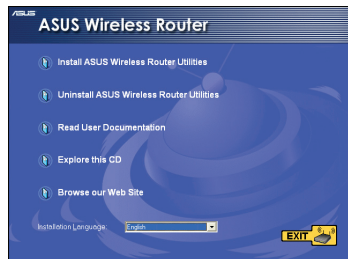 ASUS
ASUS Wireless Router
Install ASUS Wireless Router Utilities
Uninstall ASUS Wireless Router Utilities
Read User Documentation
Explore this CD
Browse our Web Site
Installation Language: English
EXIT